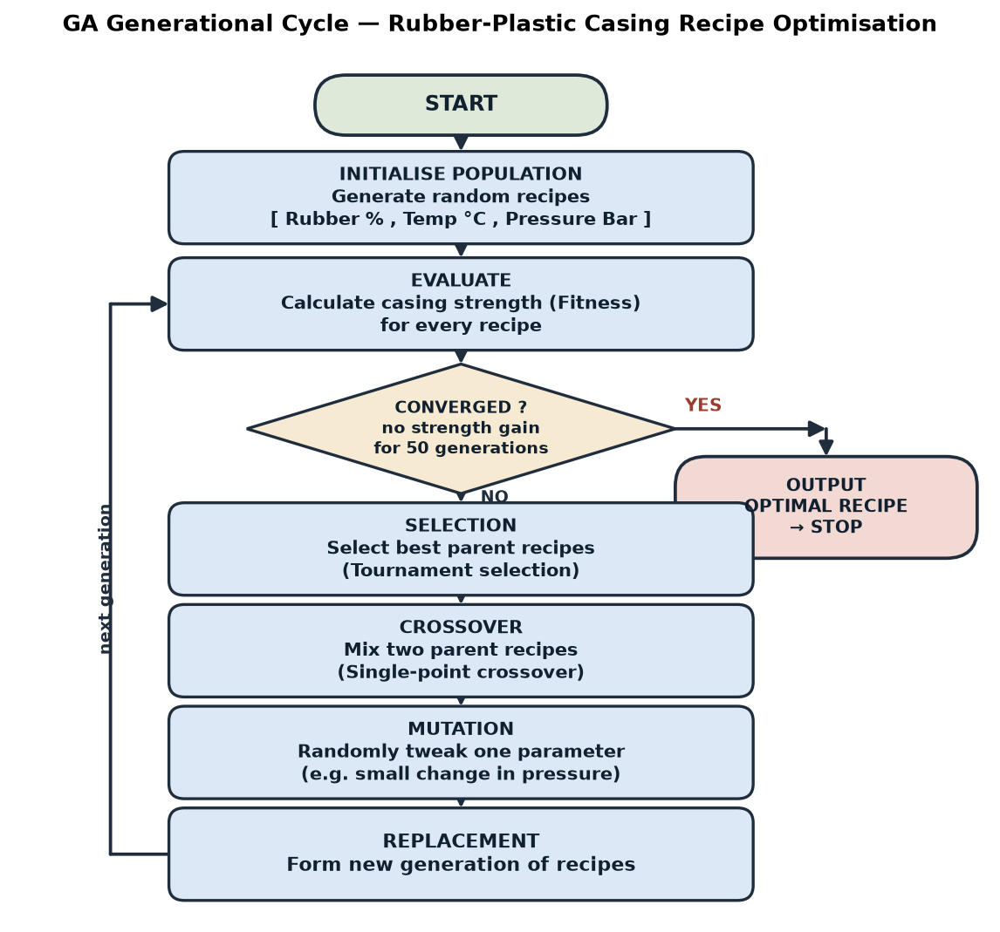 GA Generational Cycle — Rubber-Plastic Casing Recipe Optimisation
START
INITIALISE POPULATION
Generate random recipes
[ Rubber % , Temp °C , Pressure Bar ]
EVALUATE
Calculate casing strength (Fitness)
for every recipe
CONVERGED ?
no strength gain
for 50 generations
YES
OUTPUT
OPTIMAL RECIPE
→ STOP
NO
SELECTION
Select best parent recipes
(Tournament selection)
CROSSOVER
Mix two parent recipes
(Single-point crossover)
MUTATION
Randomly tweak one parameter
(e.g. small change in pressure)
REPLACEMENT
Form new generation of recipes
next generation